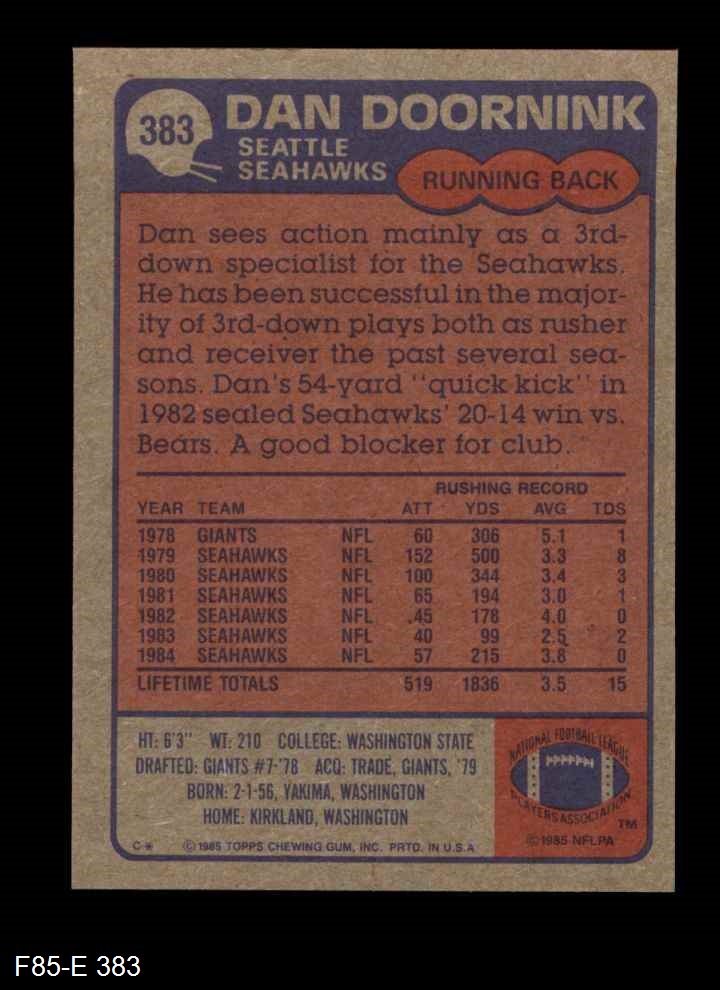 383
DAN DOORNINK
SEATTLE
SEAHAWKS
RUNNING BACK
Dan sees action mainly as a 3rd-
down specialist for the Seahawks.
He has been successful in the major-
ity of 3rd-down plays both as rusher
and receiver the past several sea-
sons. Dan's 54-yard "quick kick" in
1982 sealed Seahawks' 20-14 win vs.
Bears. A good blocker for club.
RUSHING RECORD
YEAR TEAM ATT YDS AVG TDS
1978 GIANTS NFL 60 306 5.1 1
1979 SEAHAWKS NFL 152 500 3.3 8
1980 SEAHAWKS NFL 100 344 3.4 3
1981 SEAHAWKS NFL 65 194 3.0 1
1982 SEAHAWKS NFL 45 178 4.0 0
1983 SEAHAWKS NFL 40 99 2.5 2
1984 SEAHAWKS NFL 57 215 3.8 0
LIFETIME TOTALS 519 1836 3.5 15
HT: 6'3" WT: 210 COLLEGE: WASHINGTON STATE
DRAFTED: GIANTS #7-'78 ACQ: TRADE, GIANTS, '79
BORN: 2-1-56, YAKIMA, WASHINGTON
HOME: KIRKLAND, WASHINGTON
C* © 1985 TOPPS CHEWING GUM, INC. PRTD. IN U.S.A
NATIONAL FOOTBALL LEAGUE
PLAYERS ASSOCIATION
TM
© 1985 NFLPA
F85-E 383